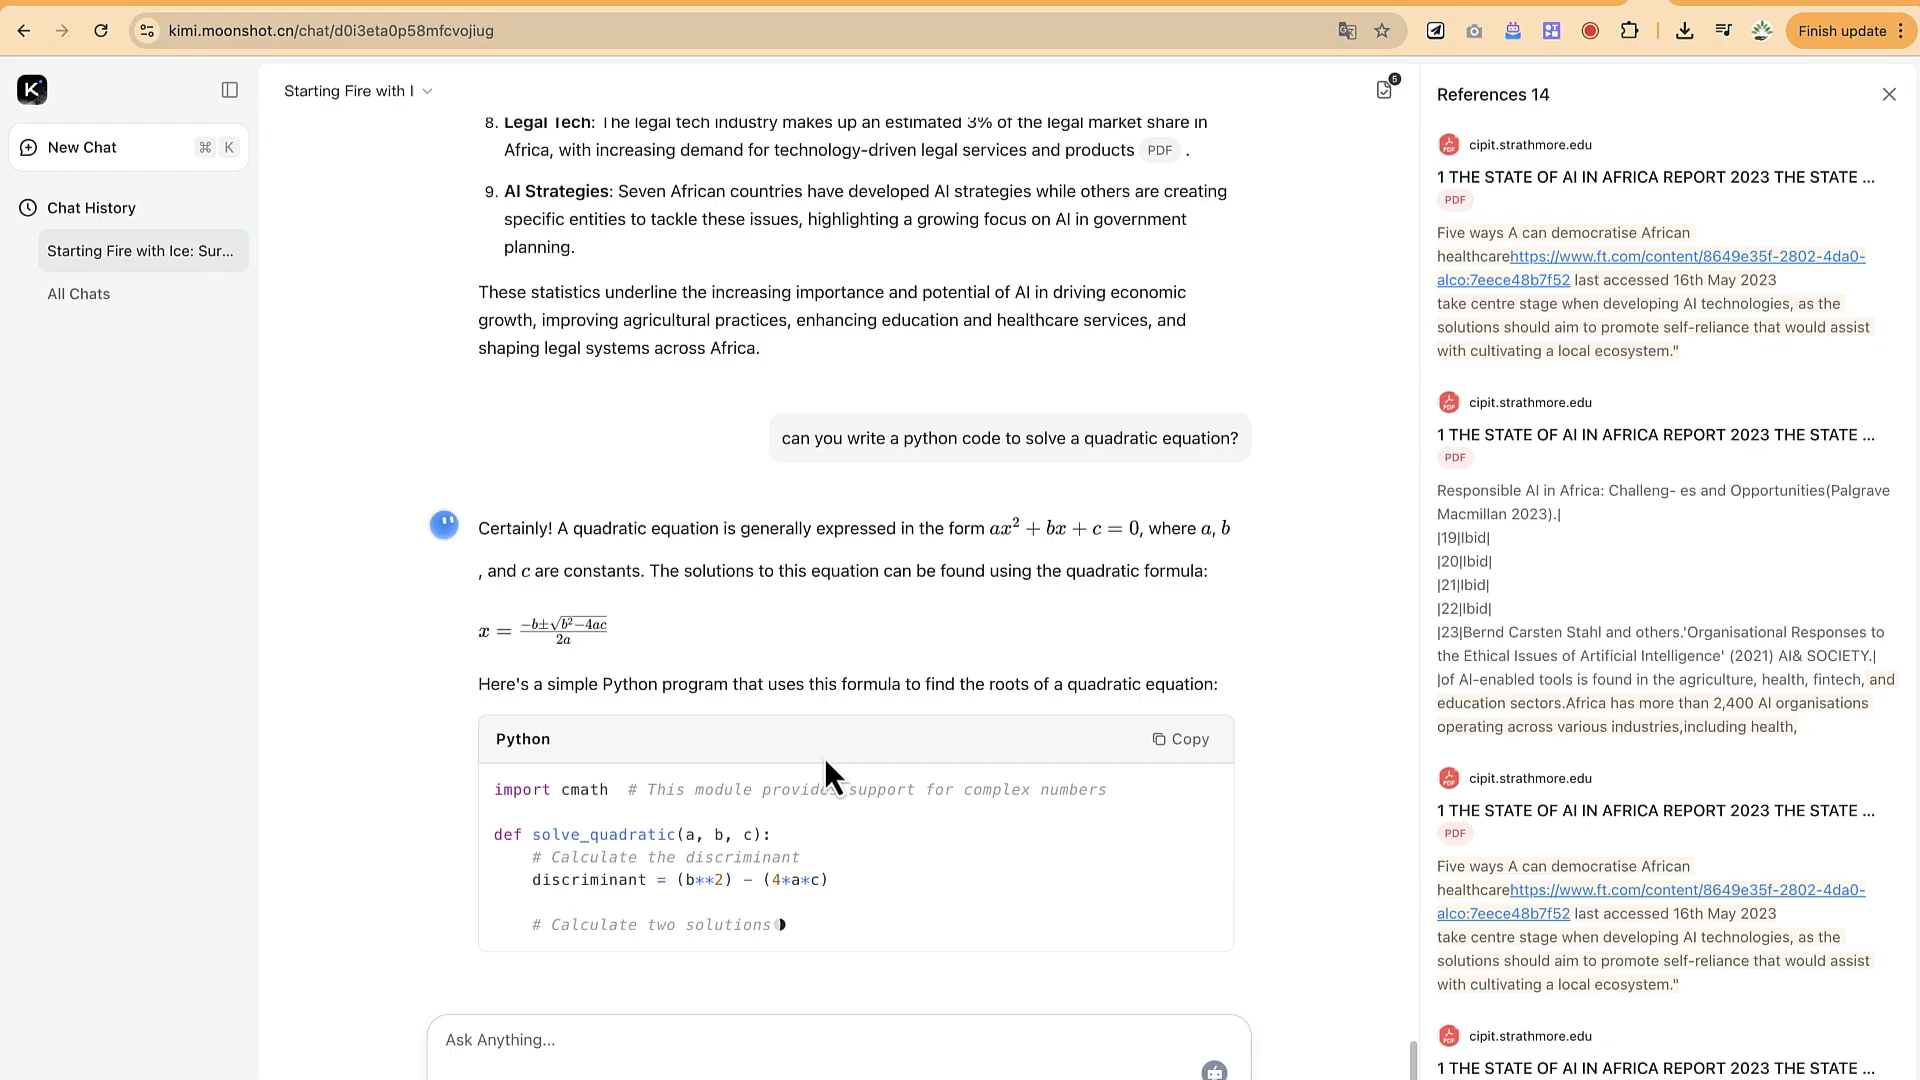 kimi.moonshot.cn/chat/d0i3eta0p58mfcvojiug
Finish update
K
New Chat
⌘ K
Chat History
Starting Fire with Ice: Sur...
All Chats
Starting Fire with I
5
8. Legal Tech: The legal tech industry makes up an estimated 3% of the legal market share in
Africa, with increasing demand for technology-driven legal services and products PDF .
9. AI Strategies: Seven African countries have developed AI strategies while others are creating
specific entities to tackle these issues, highlighting a growing focus on AI in government
planning.
These statistics underline the increasing importance and potential of AI in driving economic
growth, improving agricultural practices, enhancing education and healthcare services, and
shaping legal systems across Africa.
can you write a python code to solve a quadratic equation?
Certainly! A quadratic equation is generally expressed in the form ax² + bx + c = 0, where a, b
, and c are constants. The solutions to this equation can be found using the quadratic formula:
x = (−b±√(b²−4ac))/(2a)
Here's a simple Python program that uses this formula to find the roots of a quadratic equation:
Python
Copy
import cmath  # This module provides support for complex numbers
def solve_quadratic(a, b, c):
    # Calculate the discriminant
    discriminant = (b**2) - (4*a*c)
    # Calculate two solutions
Ask Anything...
References 14
cipit.strathmore.edu
1 THE STATE OF AI IN AFRICA REPORT 2023 THE STATE ...
PDF
Five ways A can democratise African
healthcarehttps://www.ft.com/content/8649e35f-2802-4da0-
alco:7eece48b7f52 last accessed 16th May 2023
take centre stage when developing AI technologies, as the
solutions should aim to promote self-reliance that would assist
with cultivating a local ecosystem."
cipit.strathmore.edu
1 THE STATE OF AI IN AFRICA REPORT 2023 THE STATE ...
PDF
Responsible AI in Africa: Challeng- es and Opportunities(Palgrave
Macmillan 2023).|
|19|Ibid|
|20|Ibid|
|21|Ibid|
|22|Ibid|
|23|Bernd Carsten Stahl and others.'Organisational Responses to
the Ethical Issues of Artificial Intelligence' (2021) AI& SOCIETY.|
|of AI-enabled tools is found in the agriculture, health, fintech, and
education sectors.Africa has more than 2,400 AI organisations
operating across various industries,including health,
cipit.strathmore.edu
1 THE STATE OF AI IN AFRICA REPORT 2023 THE STATE ...
PDF
Five ways A can democratise African
healthcarehttps://www.ft.com/content/8649e35f-2802-4da0-
alco:7eece48b7f52 last accessed 16th May 2023
take centre stage when developing AI technologies, as the
solutions should aim to promote self-reliance that would assist
with cultivating a local ecosystem."
cipit.strathmore.edu
1 THE STATE OF AI IN AFRICA REPORT 2023 THE STATE ...